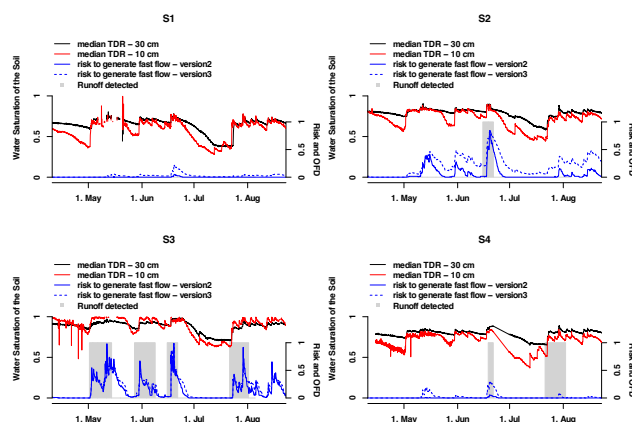 S1
median TDR − 30 cm
median TDR − 10 cm
risk to generate fast flow − version2
risk to generate fast flow − version3
Runoff detected
Water Saturation of the Soil
0 0.5 1
0 0.5 1
Risk and OFD
1. May 1. Jun 1. Jul 1. Aug
S2
median TDR − 30 cm
median TDR − 10 cm
risk to generate fast flow − version2
risk to generate fast flow − version3
Runoff detected
Water Saturation of the Soil
0 0.5 1
0 0.5 1
Risk and OFD
1. May 1. Jun 1. Jul 1. Aug
S3
median TDR − 30 cm
median TDR − 10 cm
risk to generate fast flow − version2
risk to generate fast flow − version3
Runoff detected
Water Saturation of the Soil
0 0.5 1
0 0.5 1
Risk and OFD
1. May 1. Jun 1. Jul 1. Aug
S4
median TDR − 30 cm
median TDR − 10 cm
risk to generate fast flow − version2
risk to generate fast flow − version3
Runoff detected
Water Saturation of the Soil
0 0.5 1
0 0.5 1
Risk and OFD
1. May 1. Jun 1. Jul 1. Aug